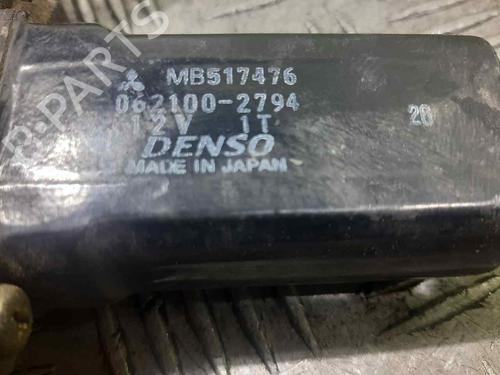 B-PARTS
MB517476
062100-2794
12V 1T
26
DENSO
MADE IN JAPAN